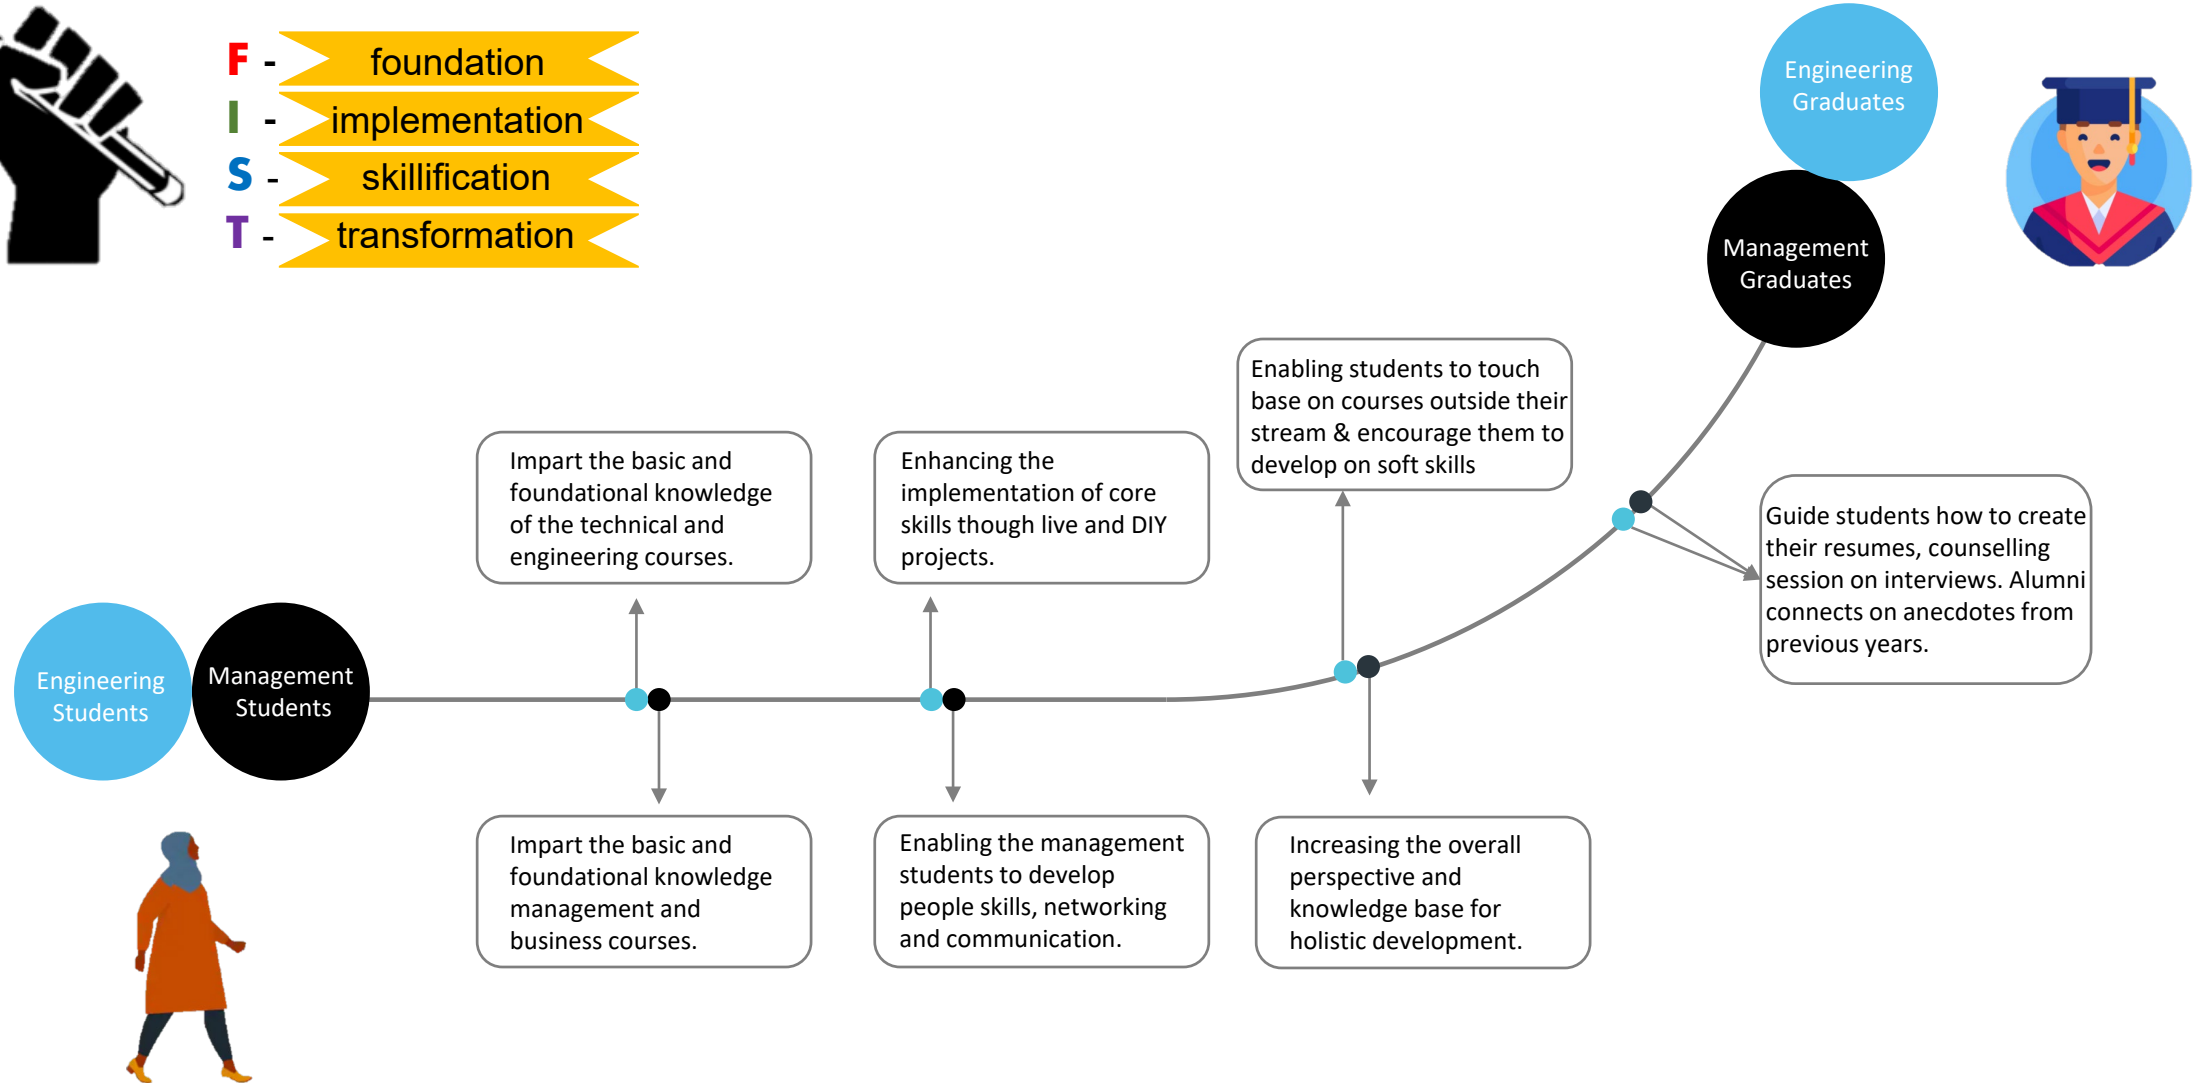 F - foundation
I - implementation
S - skillification
T - transformation
Engineering
Graduates
Management
Graduates
Enabling students to touch
base on courses outside their
stream & encourage them to
develop on soft skills
Impart the basic and
foundational knowledge
of the technical and
engineering courses.
Enhancing the
implementation of core
skills though live and DIY
projects.
Guide students how to create
their resumes, counselling
session on interviews. Alumni
connects on anecdotes from
previous years.
Engineering
Students
Management
Students
Impart the basic and
foundational knowledge
management and
business courses.
Enabling the management
students to develop
people skills, networking
and communication.
Increasing the overall
perspective and
knowledge base for
holistic development.